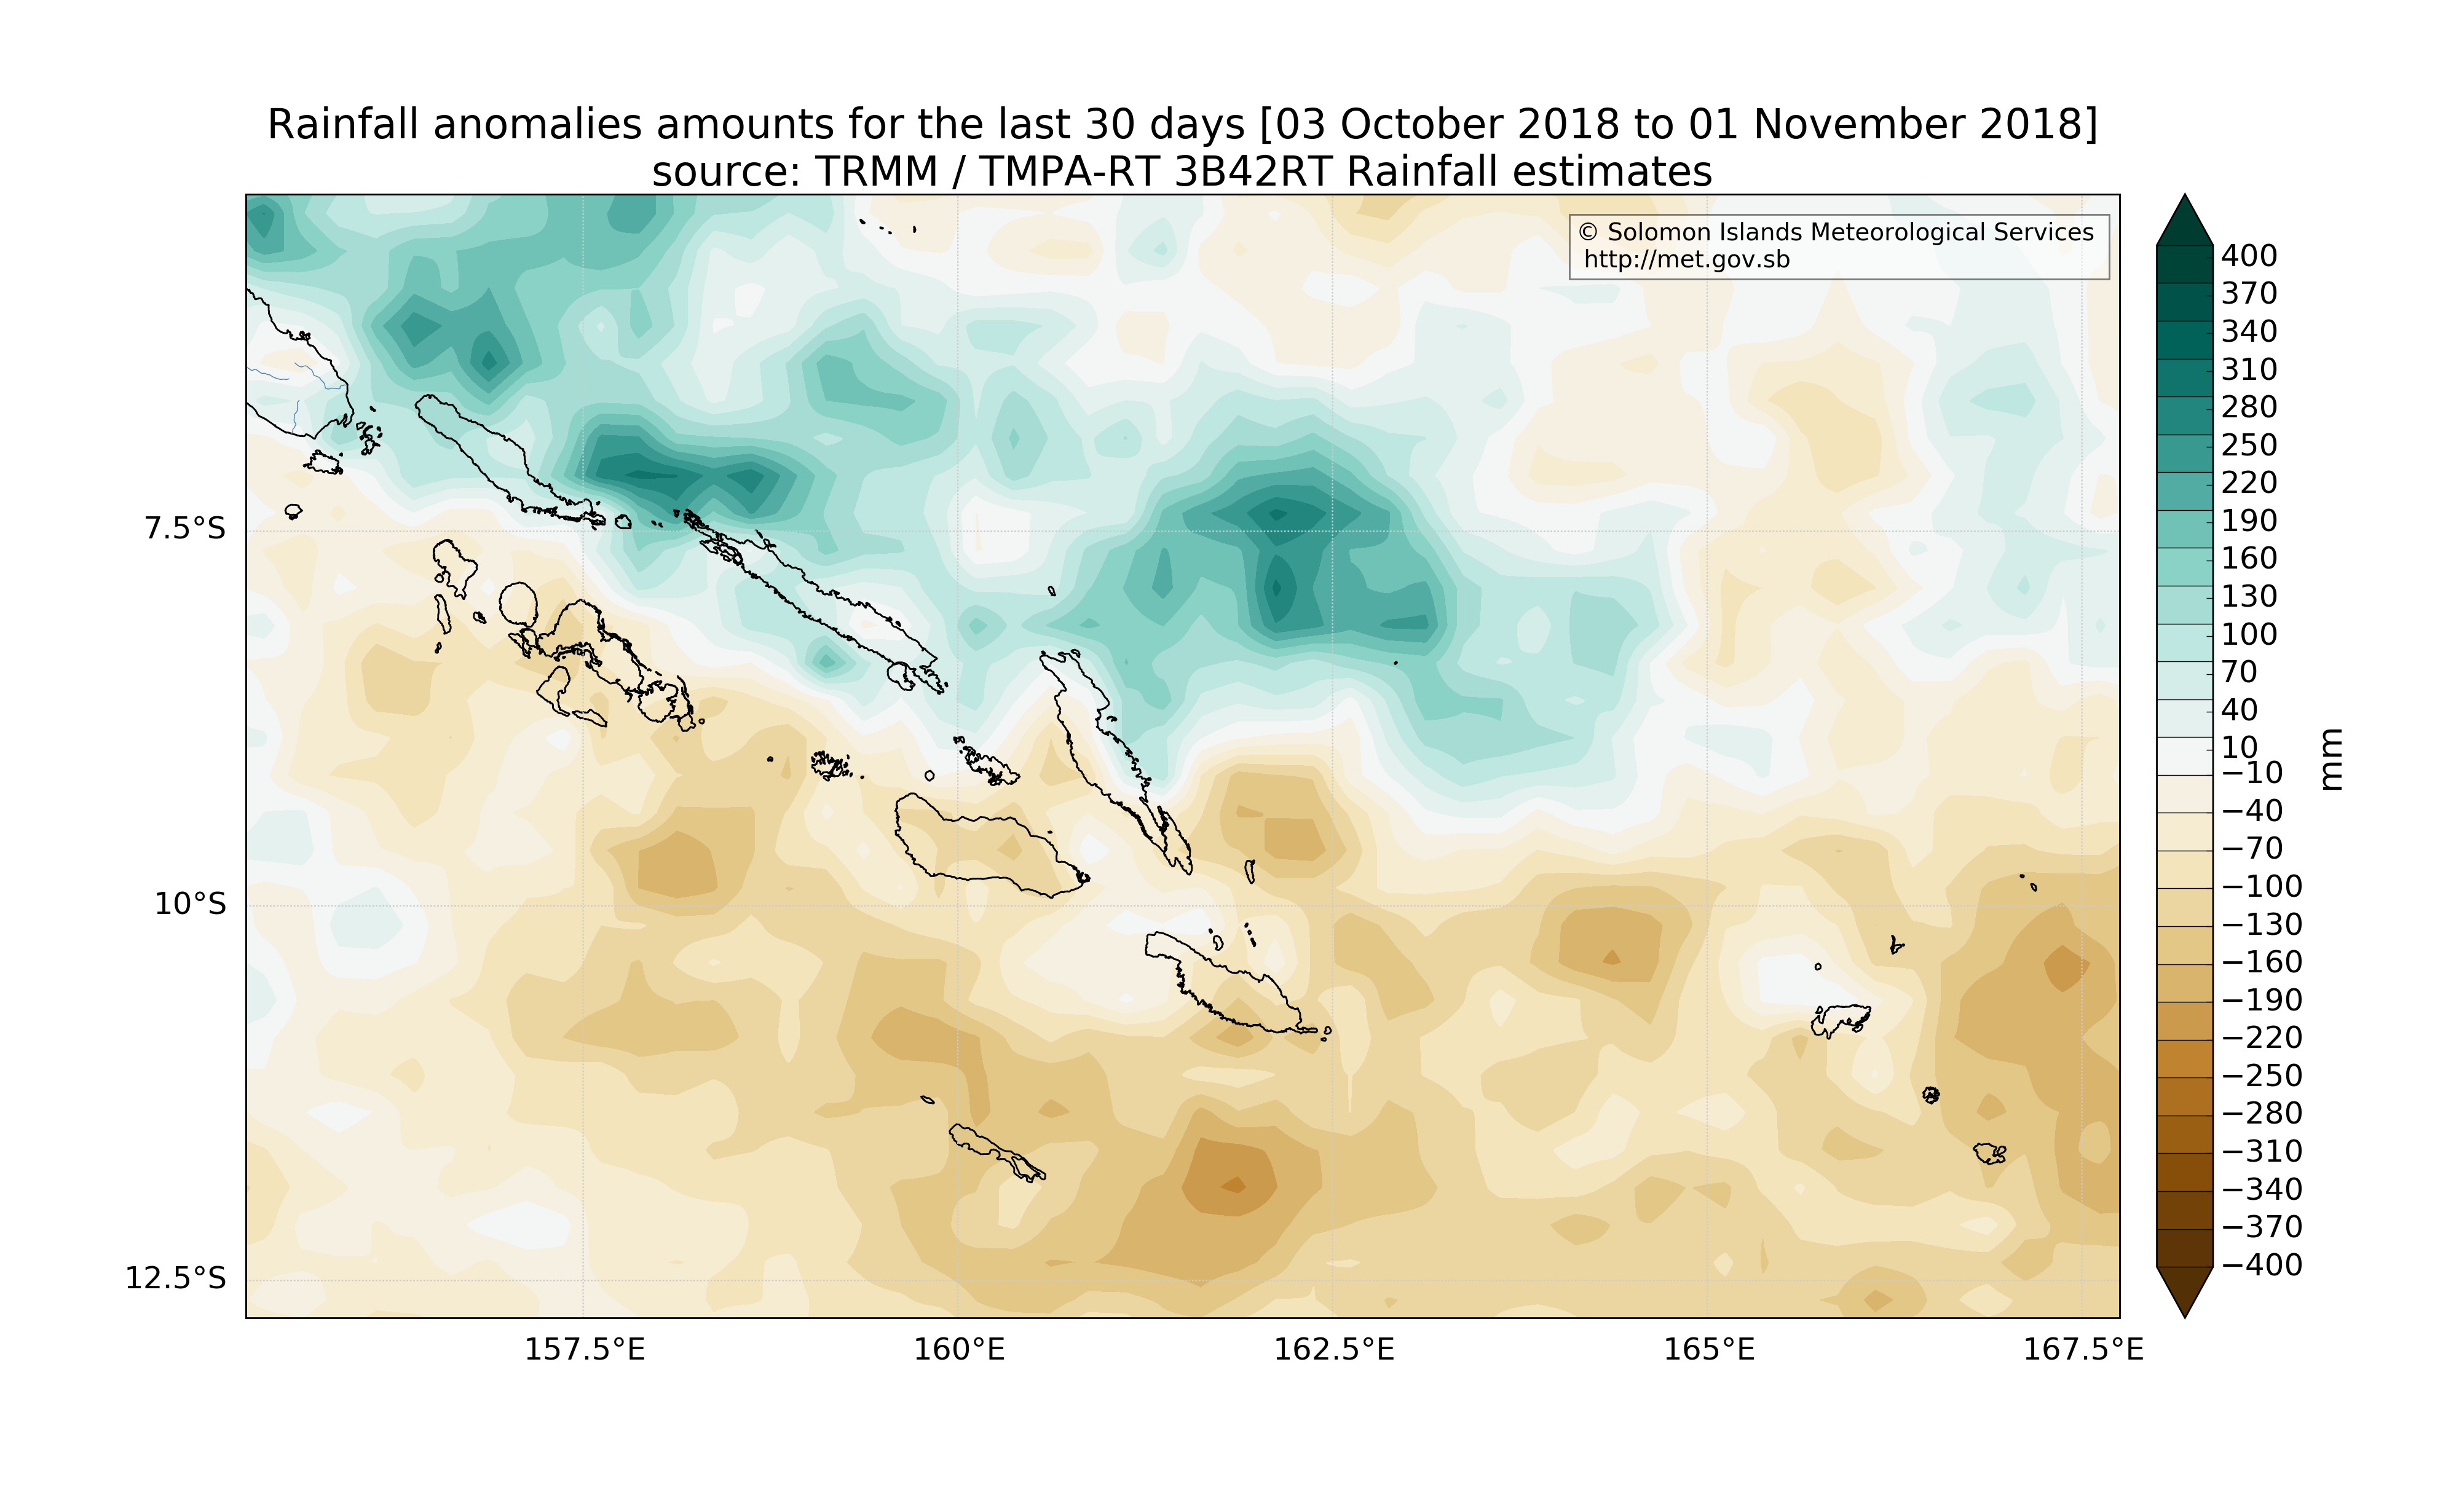 Rainfall anomalies amounts for the last 30 days [03 October 2018 to 01 November 2018]
source: TRMM / TMPA-RT 3B42RT Rainfall estimates
© Solomon Islands Meteorological Services
http://met.gov.sb
7.5°S
10°S
12.5°S
157.5°E
160°E
162.5°E
165°E
167.5°E
400
370
340
310
280
250
220
190
160
130
100
70
40
10
−10
−40
−70
−100
−130
−160
−190
−220
−250
−280
−310
−340
−370
−400
mm